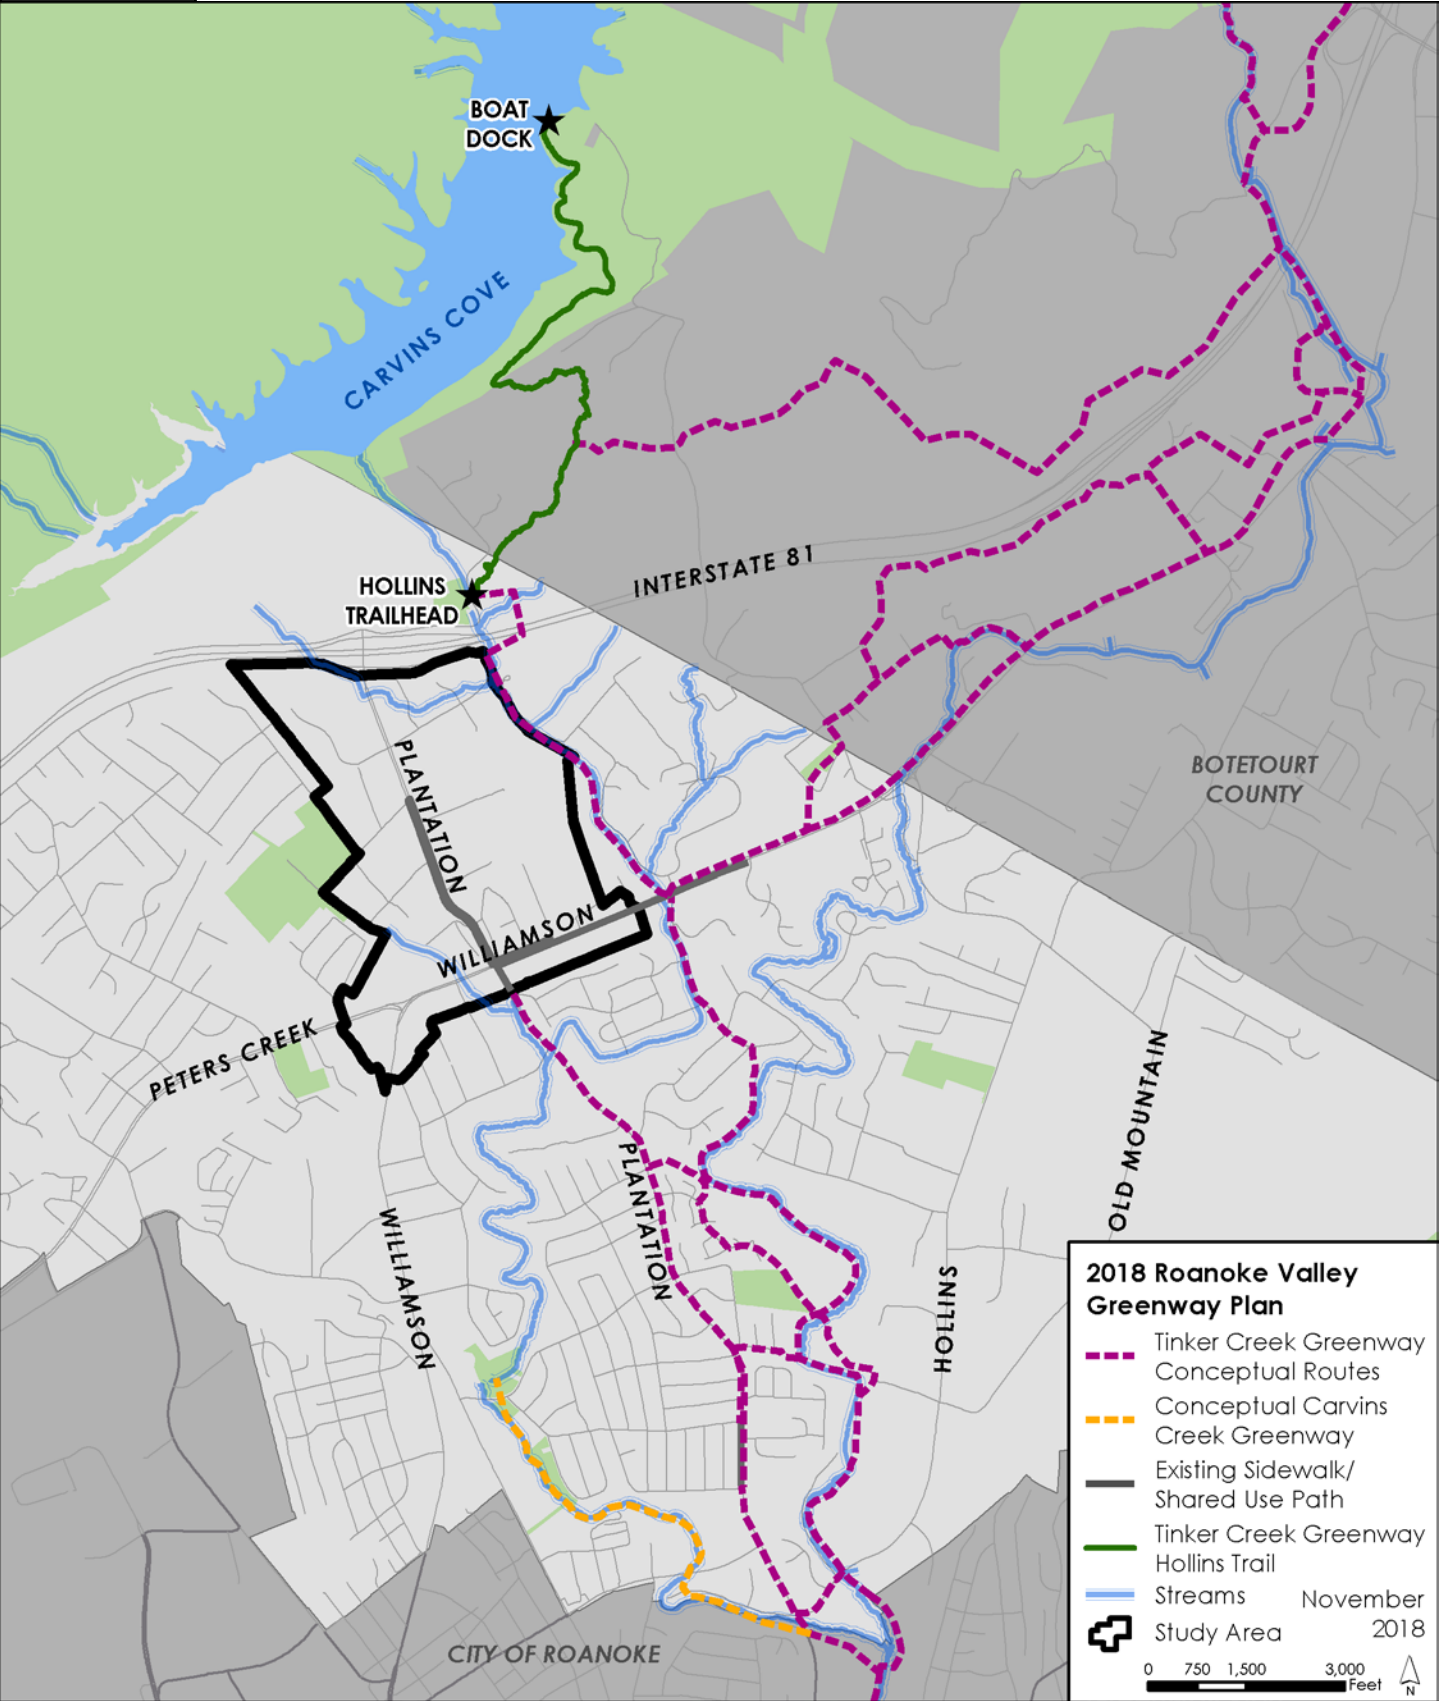 BOAT
DOCK
CARVINS COVE
HOLLINS
TRAILHEAD
INTERSTATE 81
PLANTATION
BOTETOURT
COUNTY
WILLIAMSON
PETERS CREEK
OLD MOUNTAIN
PLANTATION
WILLIAMSON
HOLLINS
CITY OF ROANOKE
2018 Roanoke Valley
Greenway Plan
Tinker Creek Greenway
Conceptual Routes
Conceptual Carvins
Creek Greenway
Existing Sidewalk/
Shared Use Path
Tinker Creek Greenway
Hollins Trail
Streams
Study Area
November
2018
0 750 1,500 3,000
Feet
N